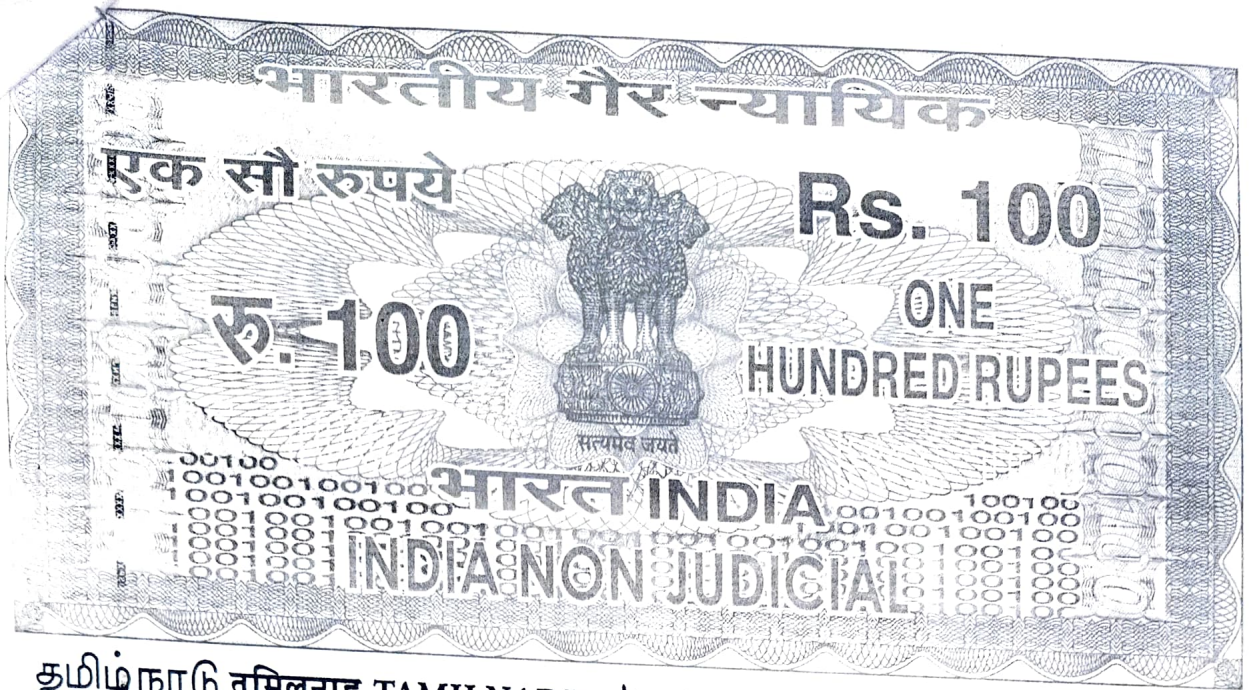 भारतीय गैर न्यायिक
एक सौ रुपये
Rs. 100
रु. 100
ONE
HUNDRED RUPEES
सत्यमेव जयते
भारत INDIA
INDIA NON JUDICIAL
தமிழ்நாடு तमिलनाडु